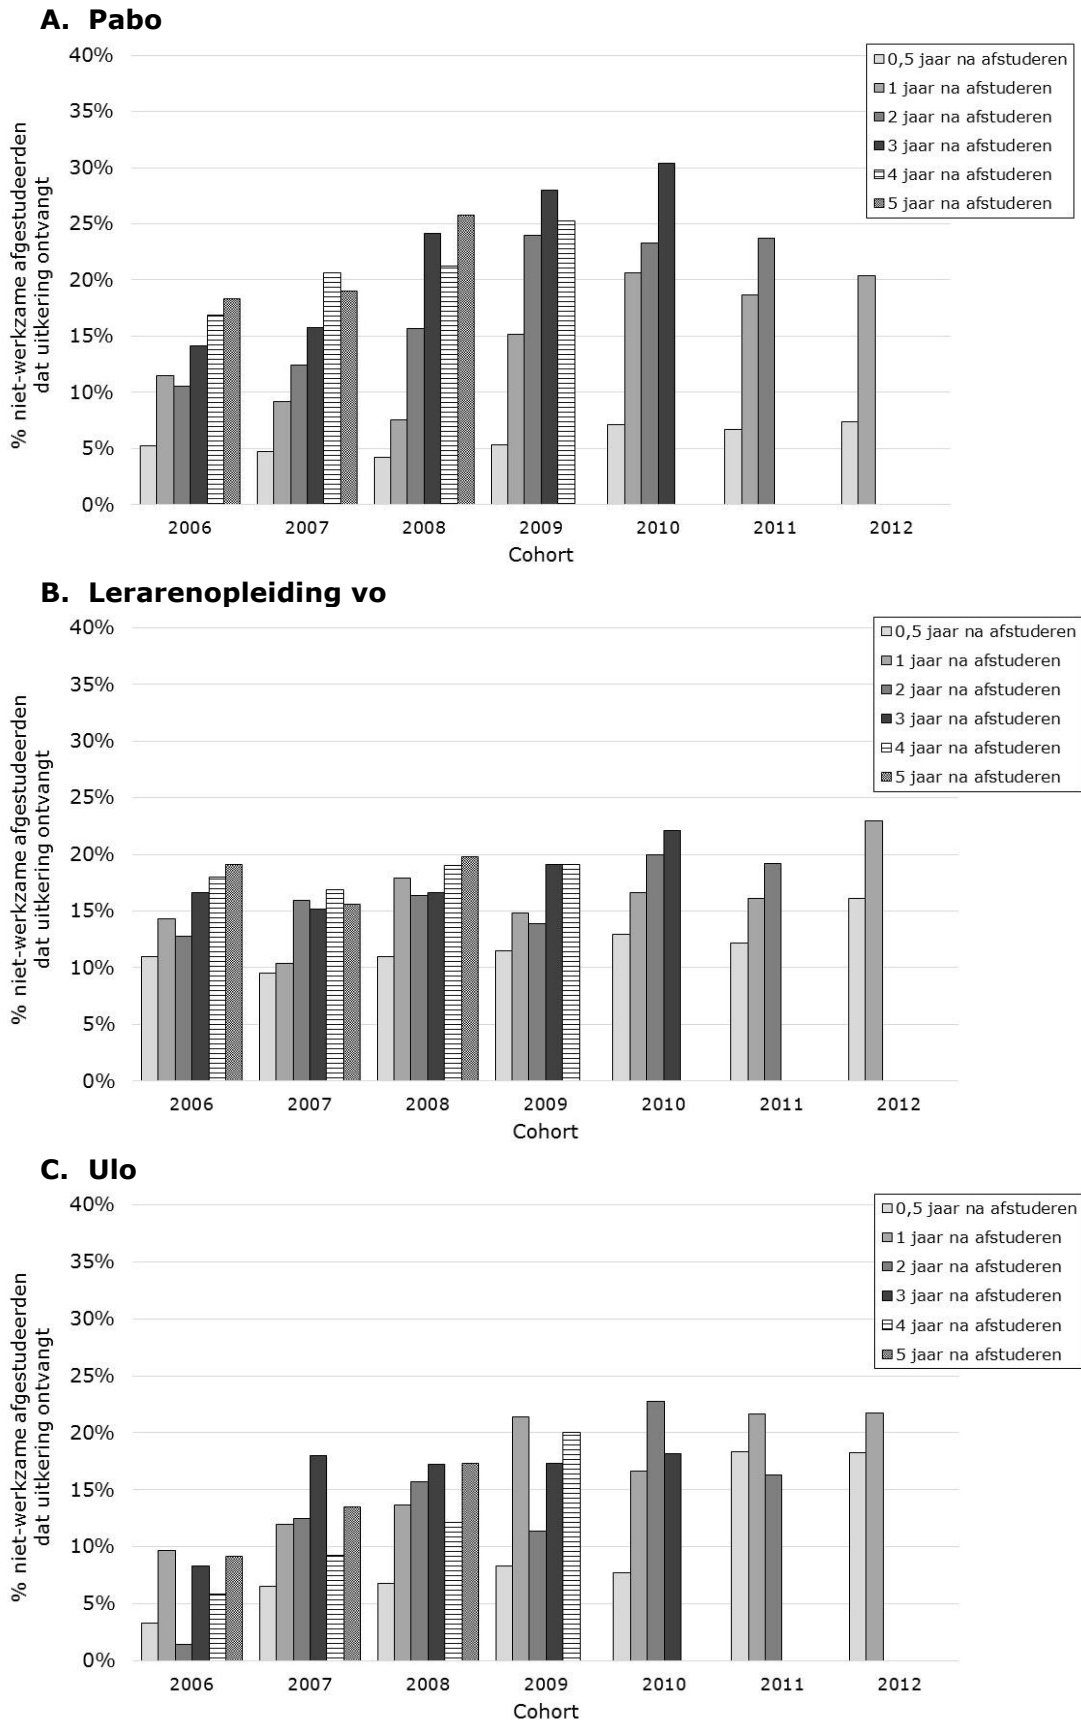 A. Pabo
40%
35%
30%
25%
20%
15%
10%
5%
0%
% niet-werkzame afgestudeerden
dat uitkering ontvangt
0,5 jaar na afstuderen
1 jaar na afstuderen
2 jaar na afstuderen
3 jaar na afstuderen
4 jaar na afstuderen
5 jaar na afstuderen
2006 2007 2008 2009 2010 2011 2012
Cohort
B. Lerarenopleiding vo
40%
35%
30%
25%
20%
15%
10%
5%
0%
% niet-werkzame afgestudeerden
dat uitkering ontvangt
0,5 jaar na afstuderen
1 jaar na afstuderen
2 jaar na afstuderen
3 jaar na afstuderen
4 jaar na afstuderen
5 jaar na afstuderen
2006 2007 2008 2009 2010 2011 2012
Cohort
C. Ulo
40%
35%
30%
25%
20%
15%
10%
5%
0%
% niet-werkzame afgestudeerden
dat uitkering ontvangt
0,5 jaar na afstuderen
1 jaar na afstuderen
2 jaar na afstuderen
3 jaar na afstuderen
4 jaar na afstuderen
5 jaar na afstuderen
2006 2007 2008 2009 2010 2011 2012
Cohort